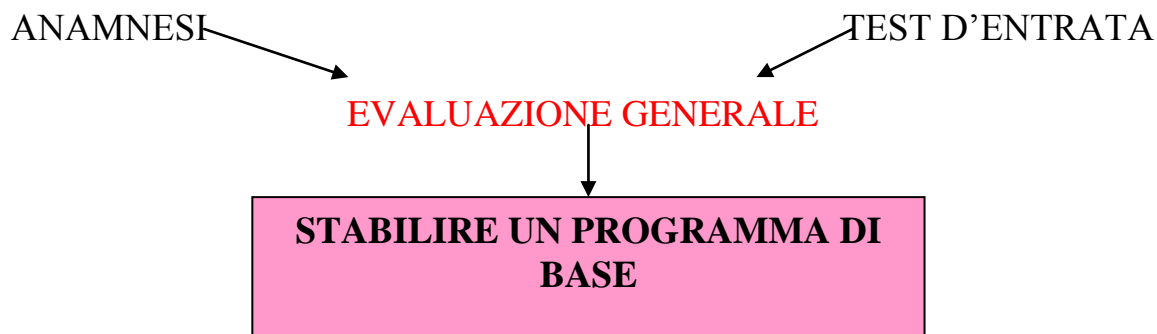 ANAMNESI
TEST D’ENTRATA
EVALUAZIONE GENERALE
STABILIRE UN PROGRAMMA DI
BASE